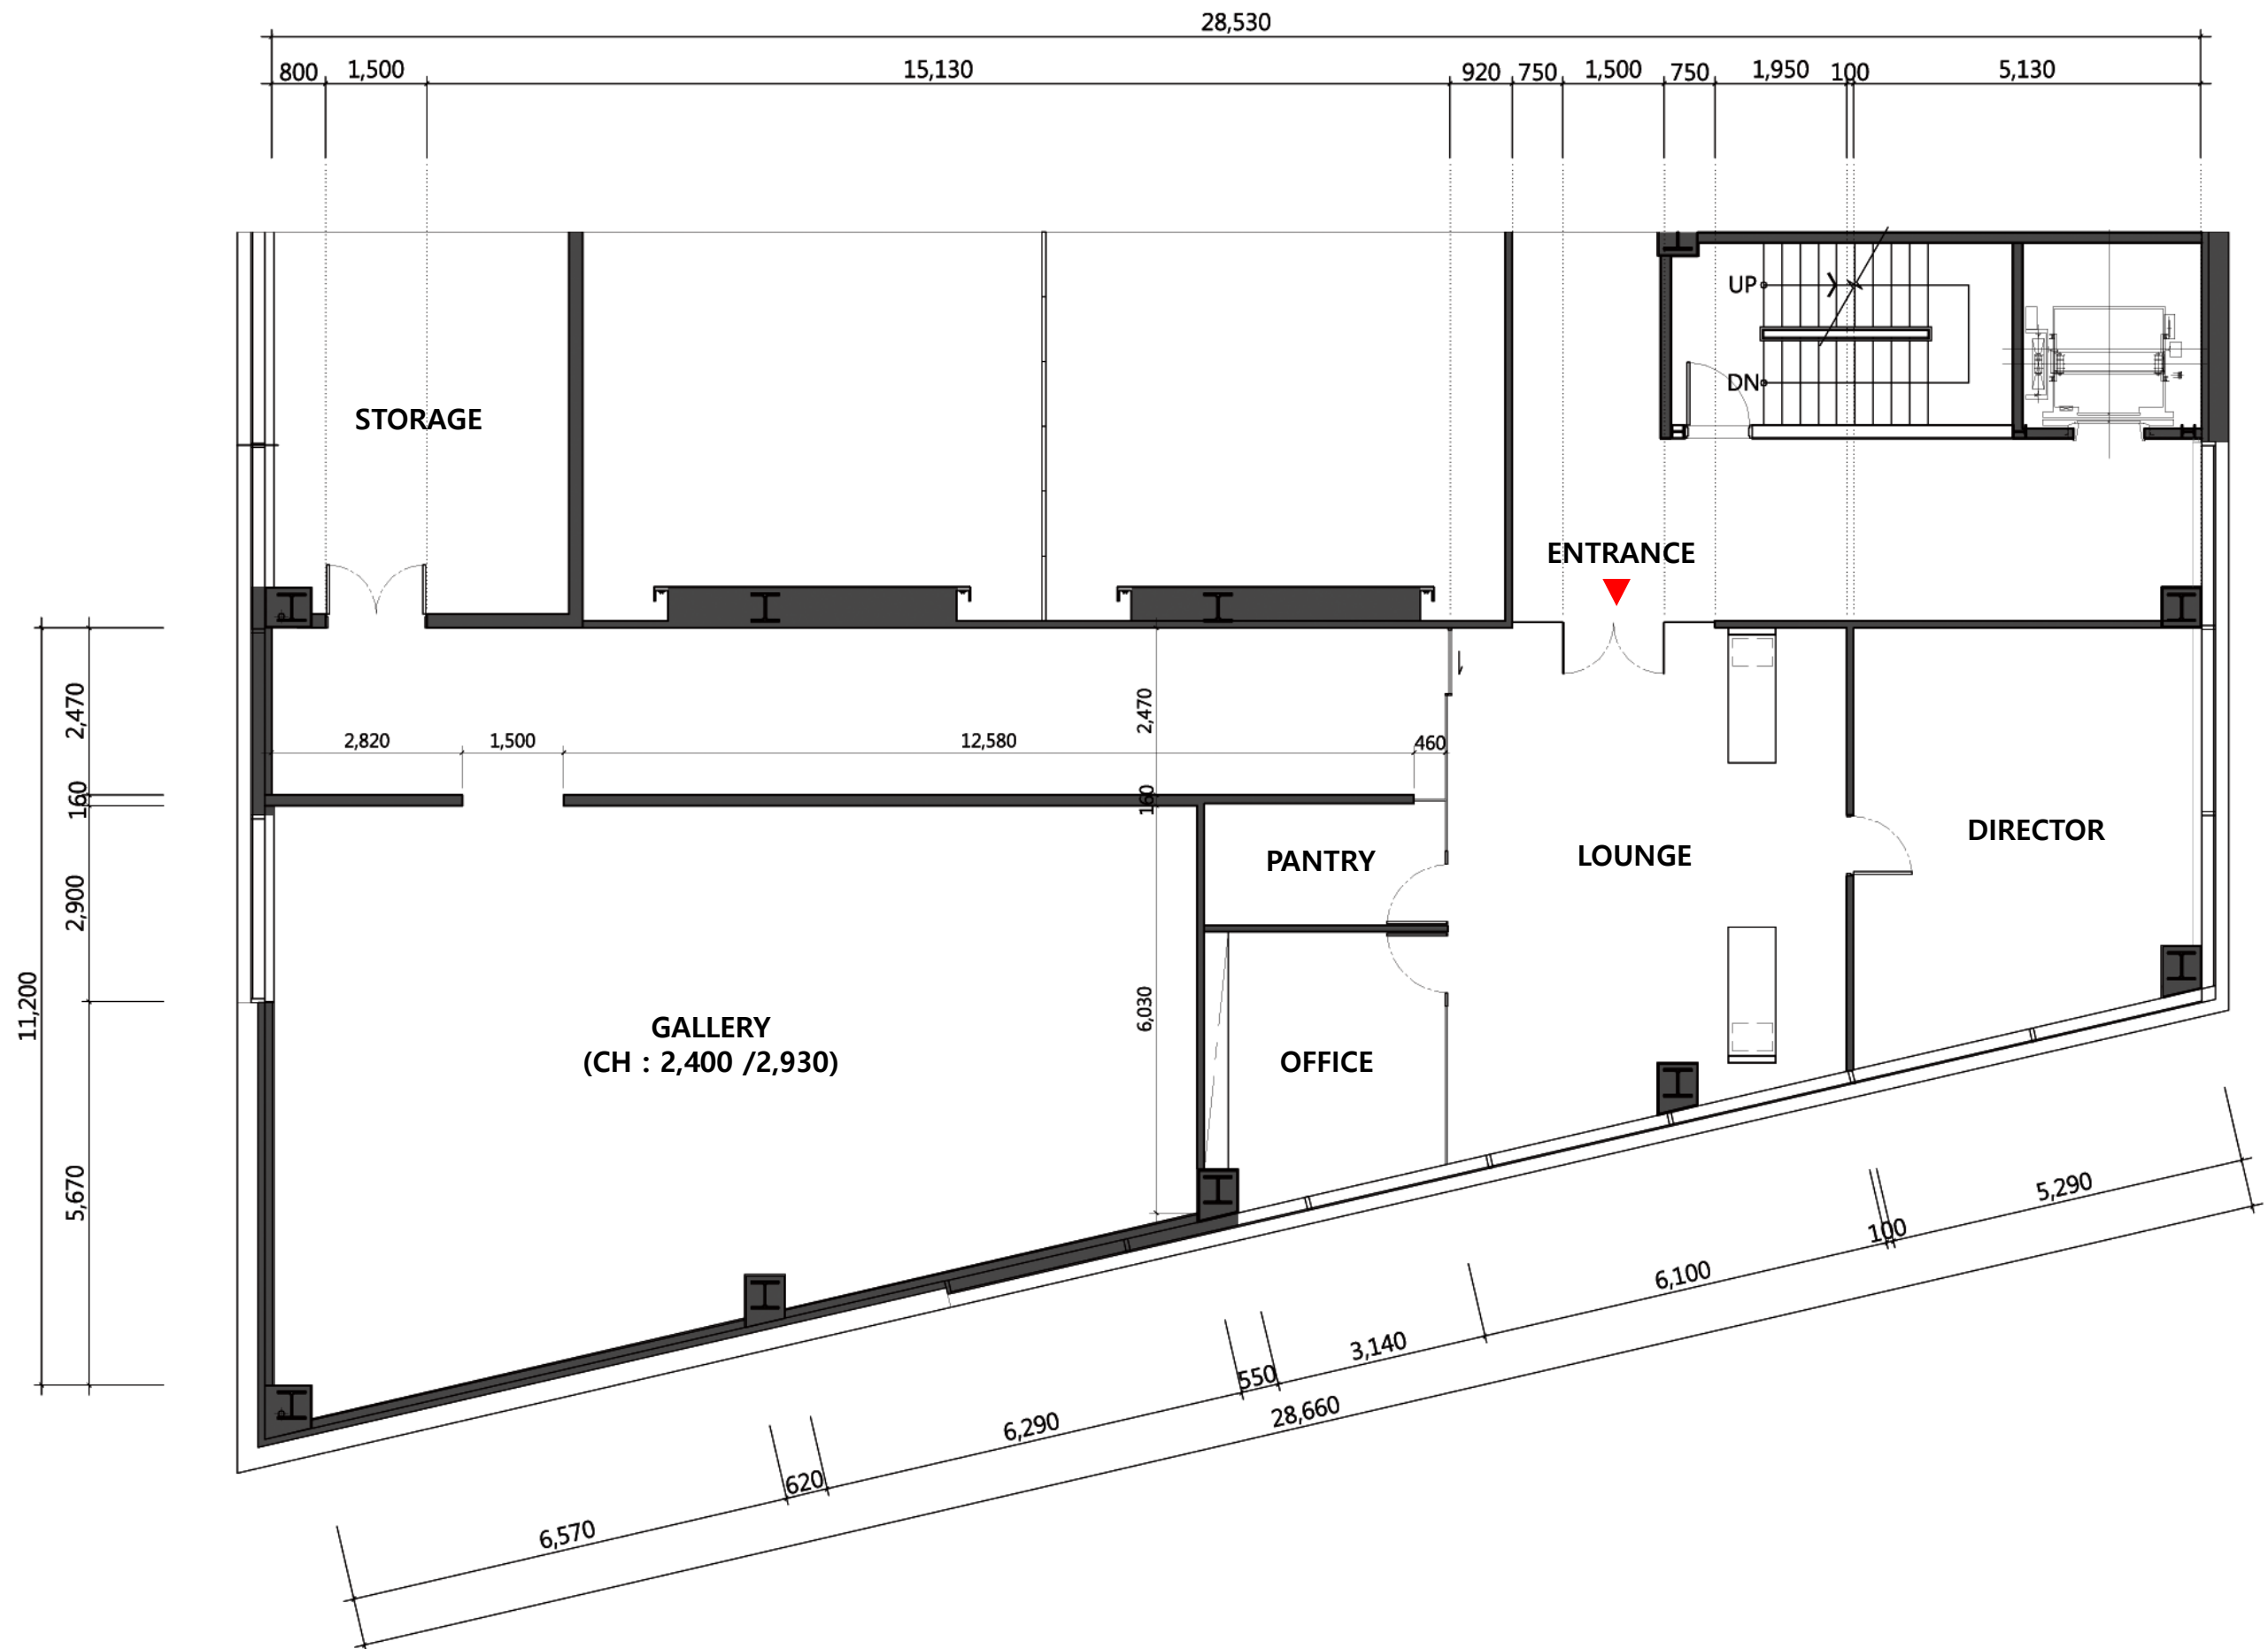 28,530
800 1,500 15,130 920 750 1,500 750 1,950 100 5,130
UP
DN
STORAGE
ENTRANCE
2,470
160
2,900
5,670
11,200
2,820 1,500 12,580 460
2,470
160
6,030
PANTRY
LOUNGE
DIRECTOR
GALLERY
(CH : 2,400 /2,930)
OFFICE
6,570 620 6,290 550 3,140 6,100 100 5,290
28,660